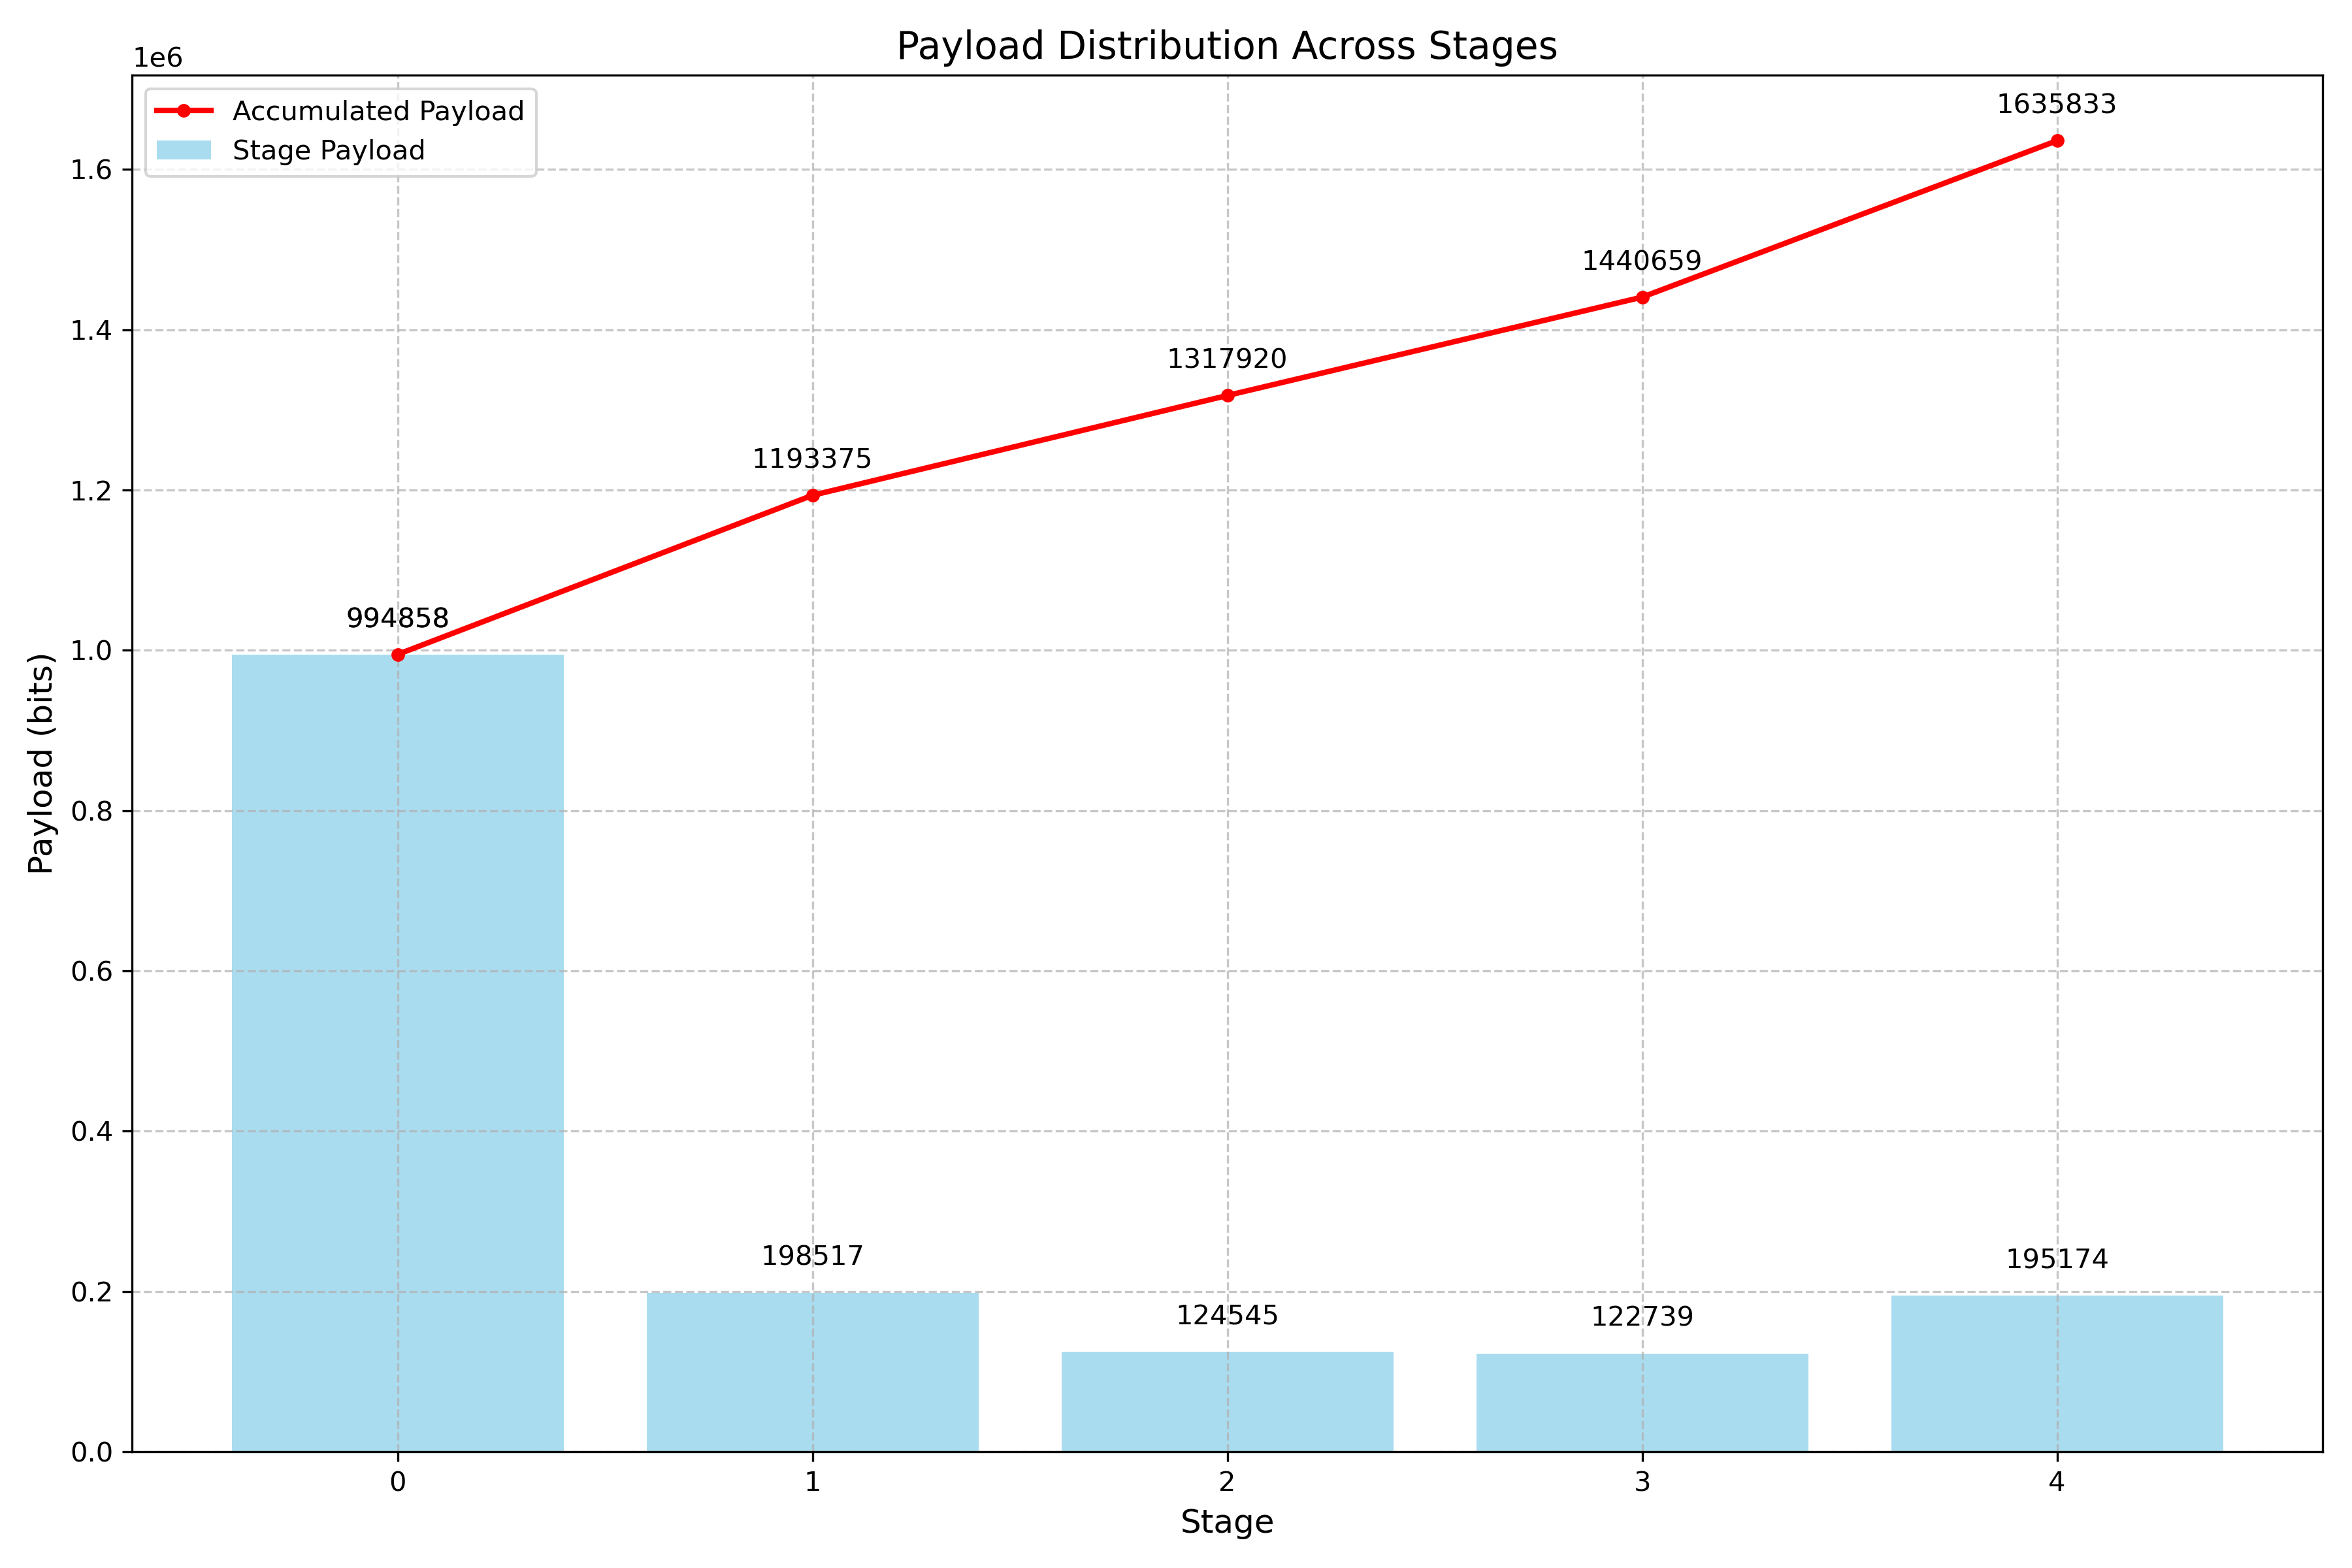 Payload Distribution Across Stages
1e6
Accumulated Payload
Stage Payload
1635833
1.6
1440659
1.4
1317920
1193375
1.2
994858
1.0
Payload (bits)
0.8
0.6
0.4
198517
195174
0.2
124545
122739
0.0
0 1 2 3 4
Stage